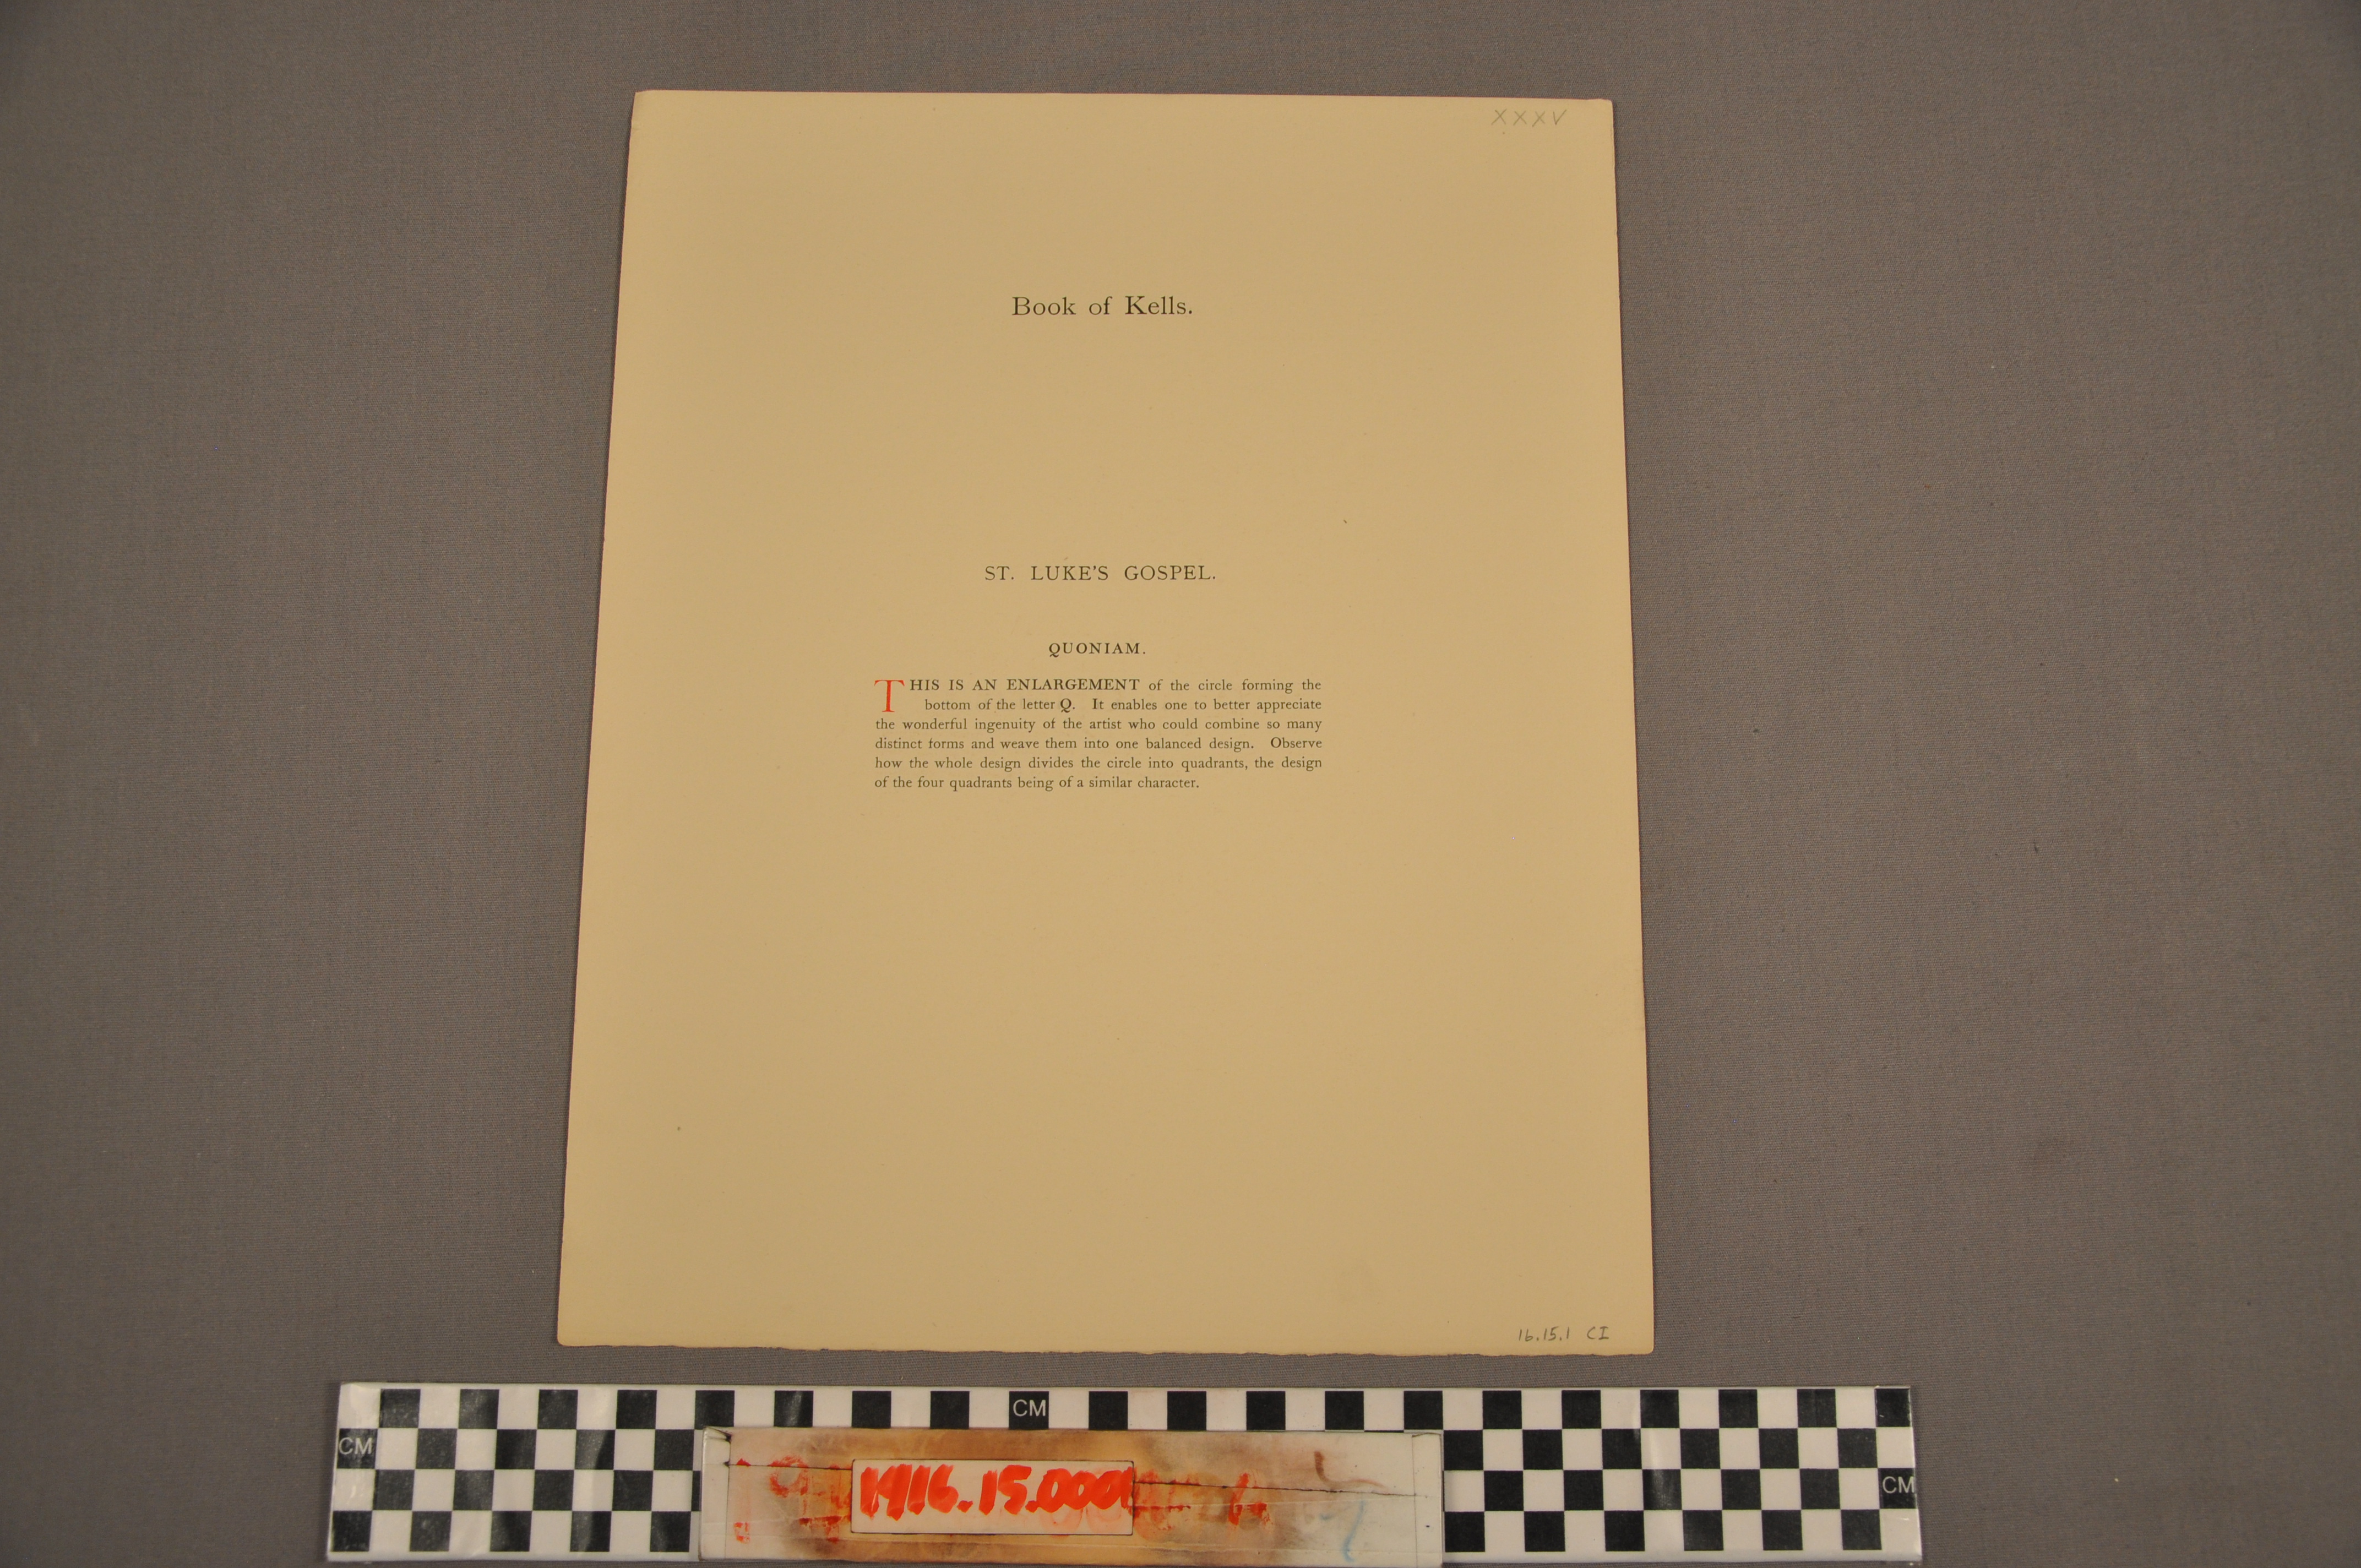 XXXV
Book of Kells.
ST. LUKE'S GOSPEL.
QUONIAM.
THIS IS AN ENLARGEMENT of the circle forming the
bottom of the letter Q. It enables one to better appreciate
the wonderful ingenuity of the artist who could combine so many
distinct forms and weave them into one balanced design. Observe
how the whole design divides the circle into quadrants, the design
of the four quadrants being of a similar character.
16.15.1 CI
CM
CM
CM
1916.15.0001